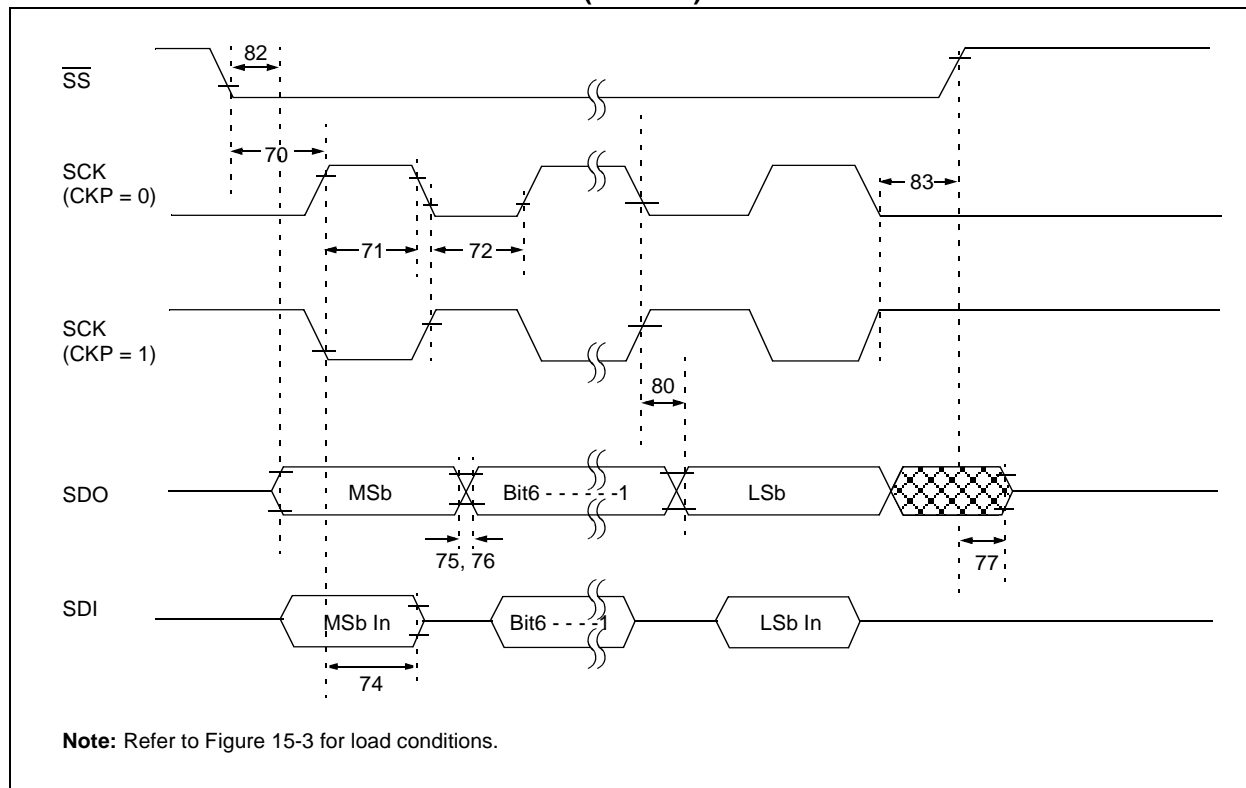 82
SS
70
SCK
(CKP = 0)
83
71
72
SCK
(CKP = 1)
80
SDO
MSb
Bit6 - - - - - -1
LSb
75, 76
77
SDI
MSb In
Bit6 - - - -1
LSb In
74
Note: Refer to Figure 15-3 for load conditions.